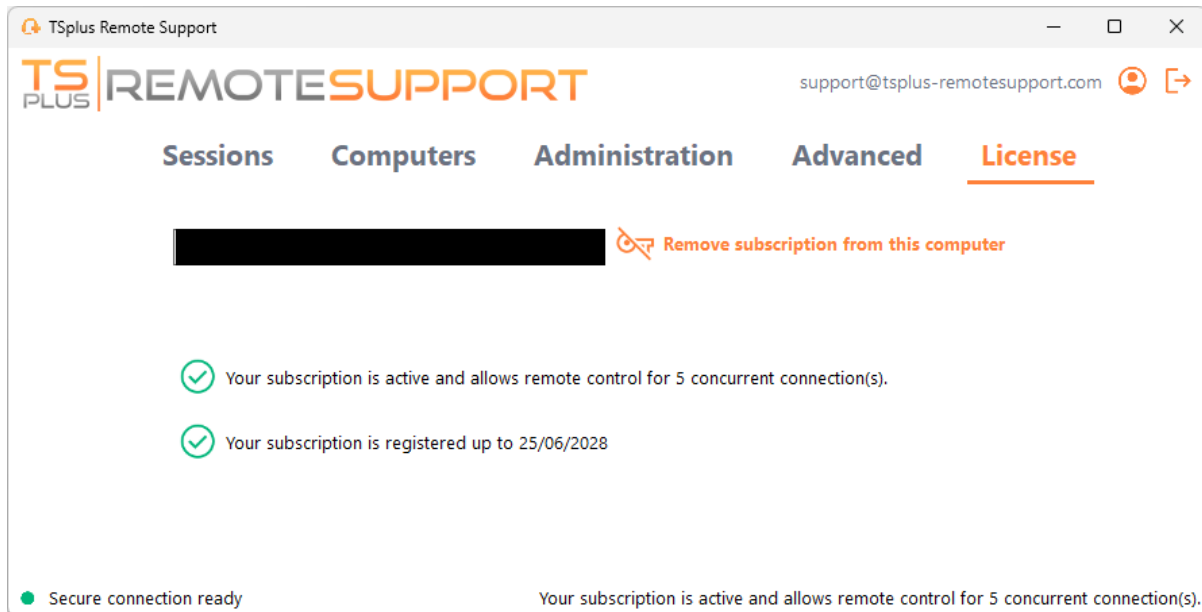 TSplus Remote Support
TS PLUS REMOTESUPPORT
support@tsplus-remotesupport.com
Sessions Computers Administration Advanced License
Remove subscription from this computer
Your subscription is active and allows remote control for 5 concurrent connection(s).
Your subscription is registered up to 25/06/2028
Secure connection ready Your subscription is active and allows remote control for 5 concurrent connection(s).